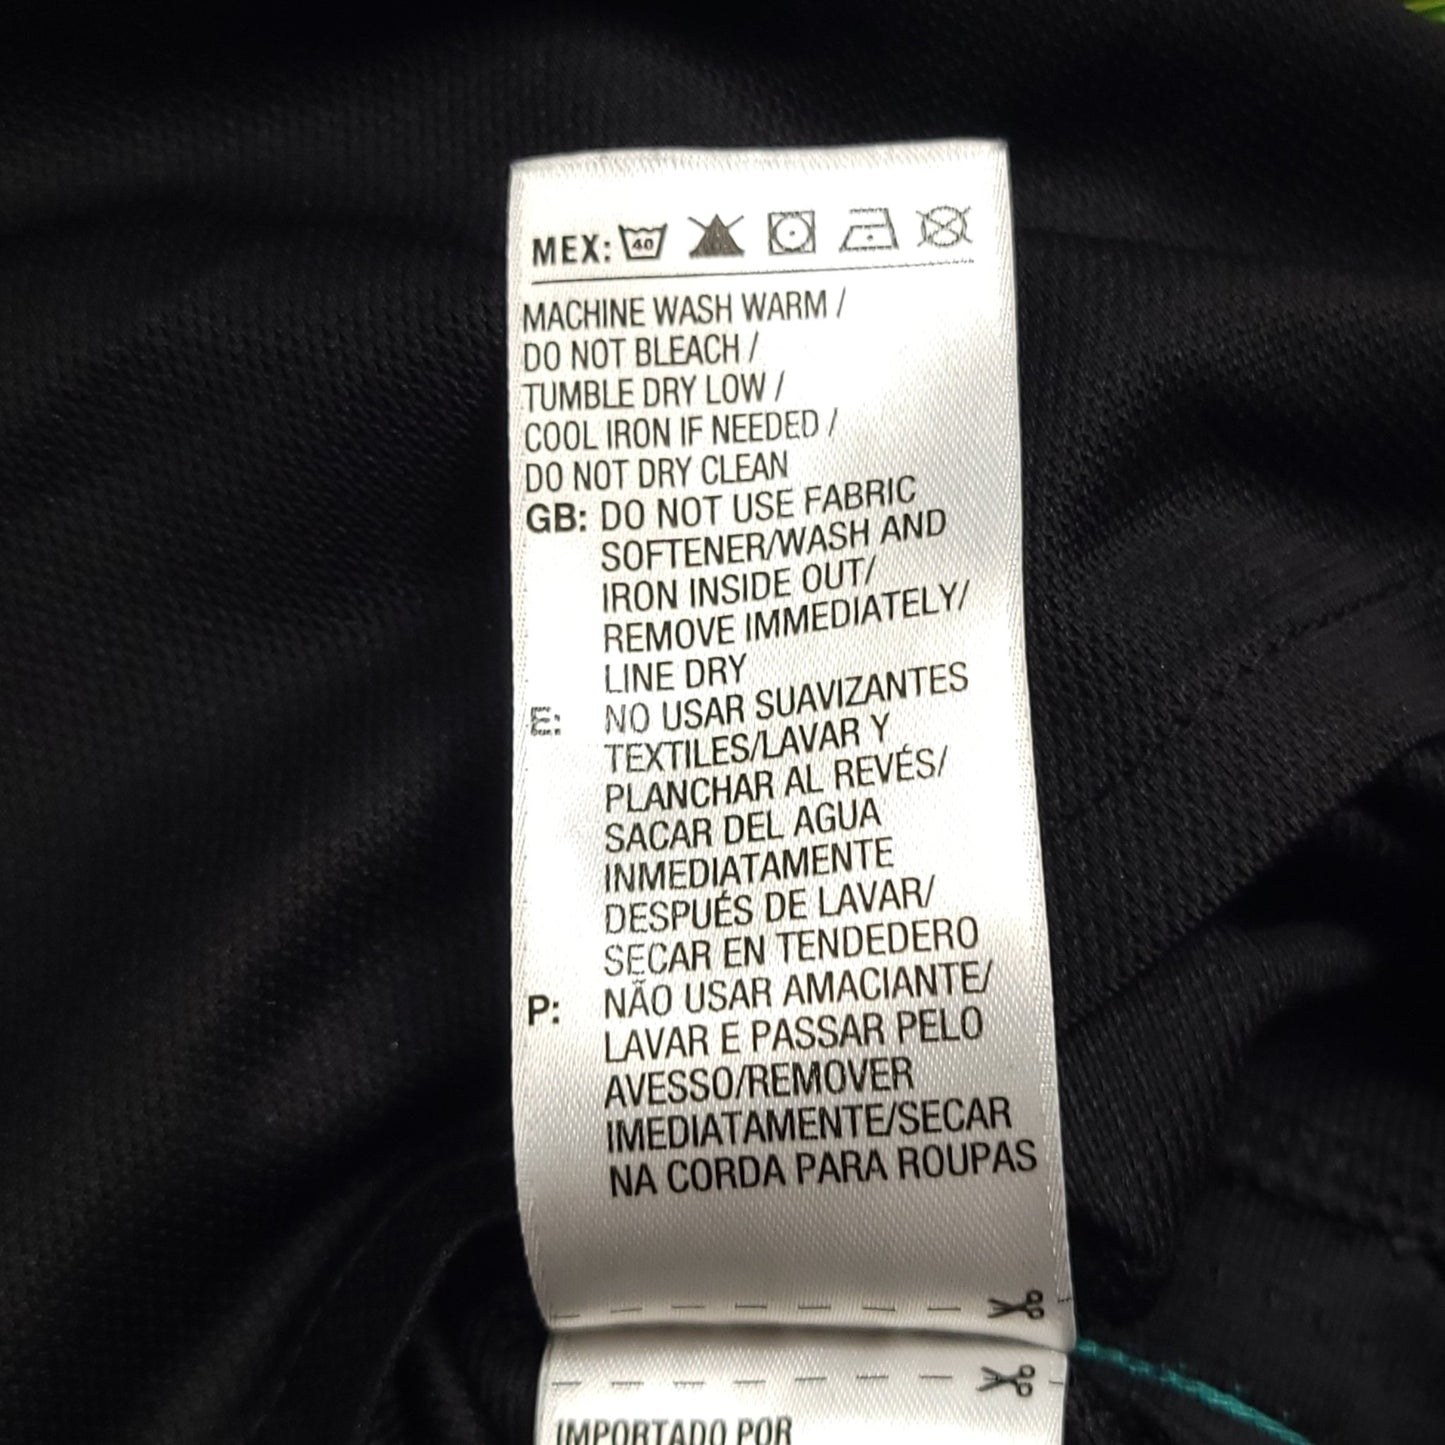 MEX: 40
MACHINE WASH WARM /
DO NOT BLEACH /
TUMBLE DRY LOW /
COOL IRON IF NEEDED /
DO NOT DRY CLEAN
GB: DO NOT USE FABRIC
SOFTENER/WASH AND
IRON INSIDE OUT/
REMOVE IMMEDIATELY/
LINE DRY
E: NO USAR SUAVIZANTES
TEXTILES/LAVAR Y
PLANCHAR AL REVÉS/
SACAR DEL AGUA
INMEDIATAMENTE
DESPUÉS DE LAVAR/
SECAR EN TENDEDERO
P: NÃO USAR AMACIANTE/
LAVAR E PASSAR PELO
AVESSO/REMOVER
IMEDIATAMENTE/SECAR
NA CORDA PARA ROUPAS
IMPORTADO POR